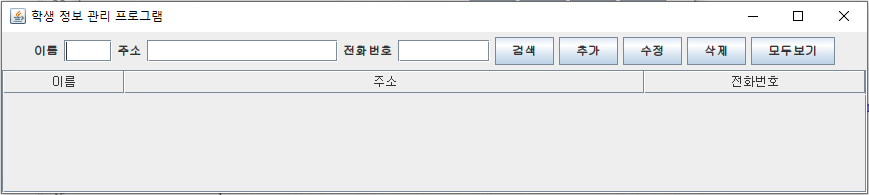 학생 정보 관리 프로그램
이름 주소 전화번호 검색 추가 수정 삭제 모두보기
이름 주소 전화번호